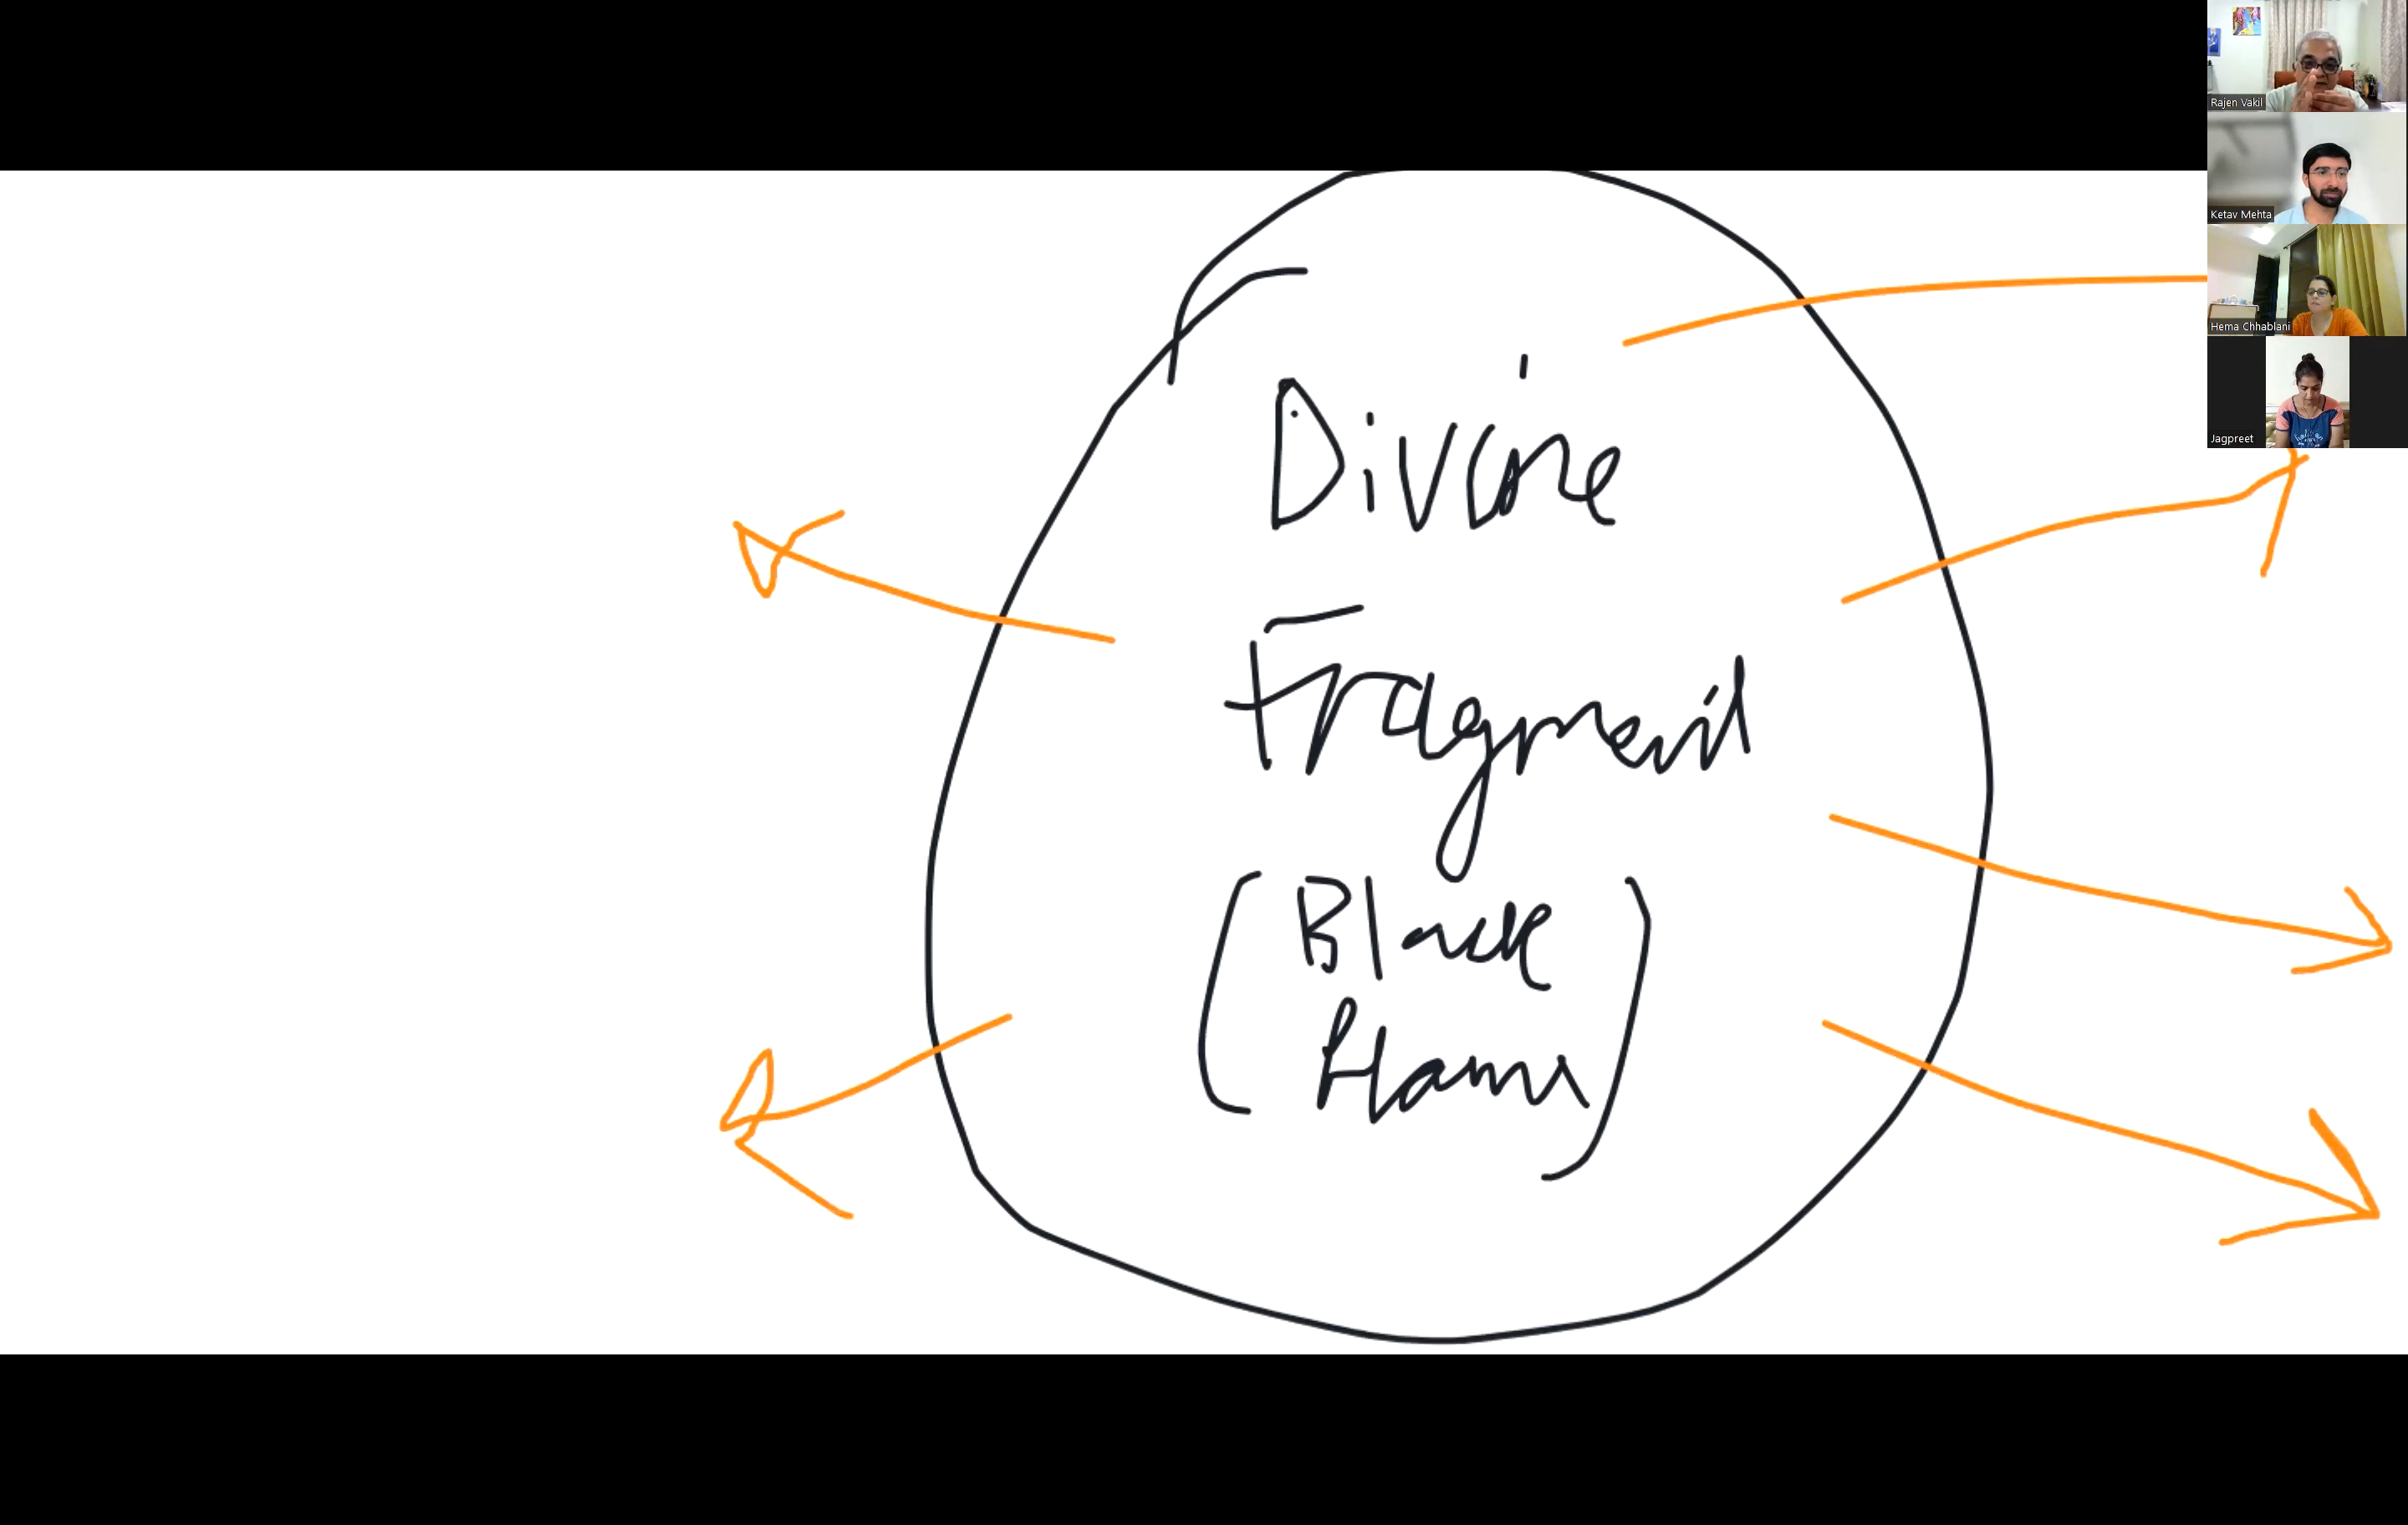 Divine
Fragment
(Black
Flame)
Rajen Vakil
Ketav Mehta
Hema Chhablani
Jagpreet